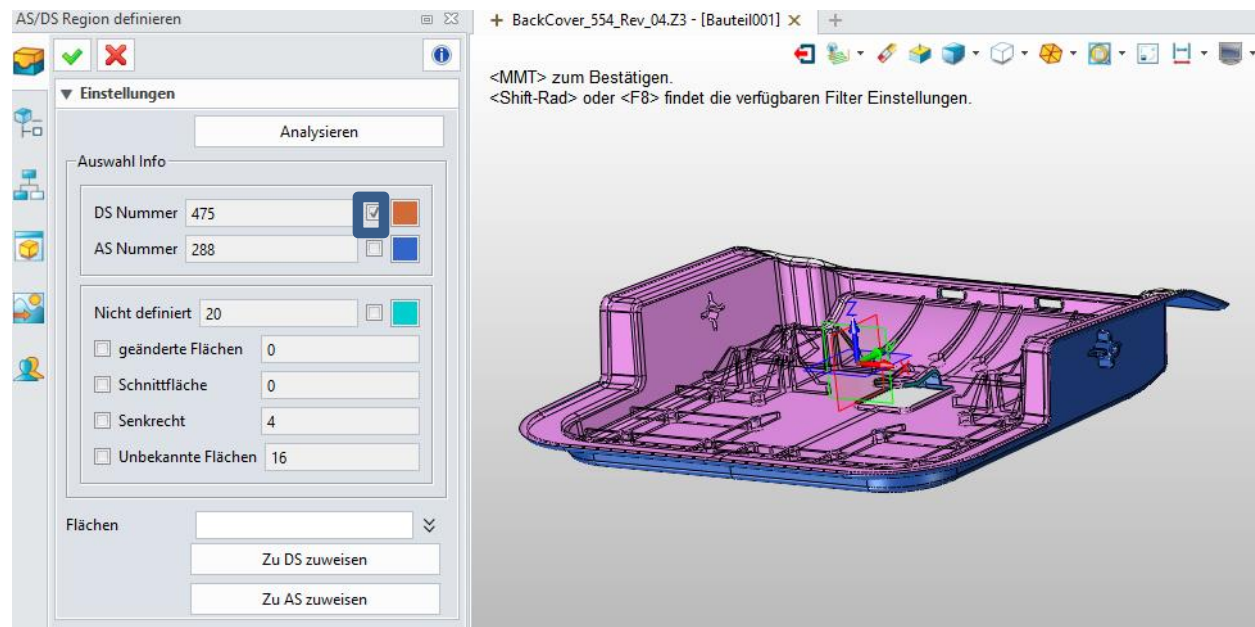 AS/DS Region definieren
+ BackCover_554_Rev_04.Z3 - [Bauteil001] × +
<MMT> zum Bestätigen.
<Shift-Rad> oder <F8> findet die verfügbaren Filter Einstellungen.
Einstellungen
Analysieren
Auswahl Info
DS Nummer 475
AS Nummer 288
Nicht definiert 20
geänderte Flächen 0
Schnittfläche 0
Senkrecht 4
Unbekannte Flächen 16
Flächen
Zu DS zuweisen
Zu AS zuweisen
Z
X